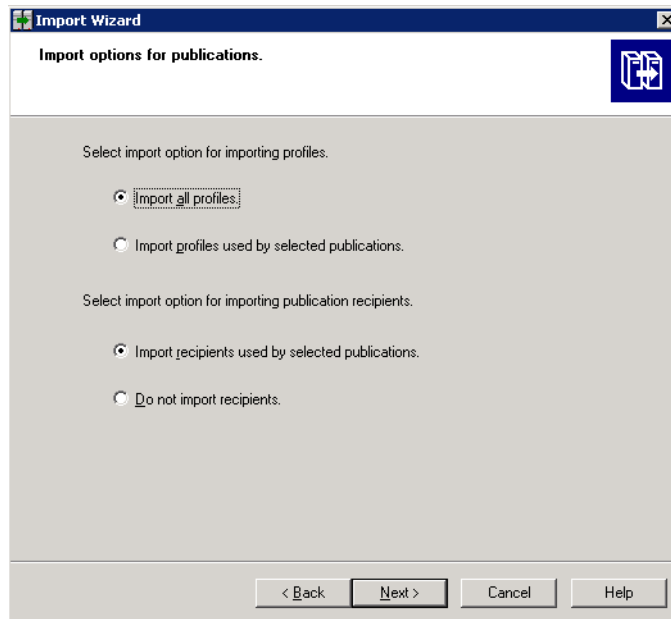 Import Wizard
Import options for publications.
Select import option for importing profiles.
Import all profiles.
Import profiles used by selected publications.
Select import option for importing publication recipients.
Import recipients used by selected publications.
Do not import recipients.
< Back Next > Cancel Help